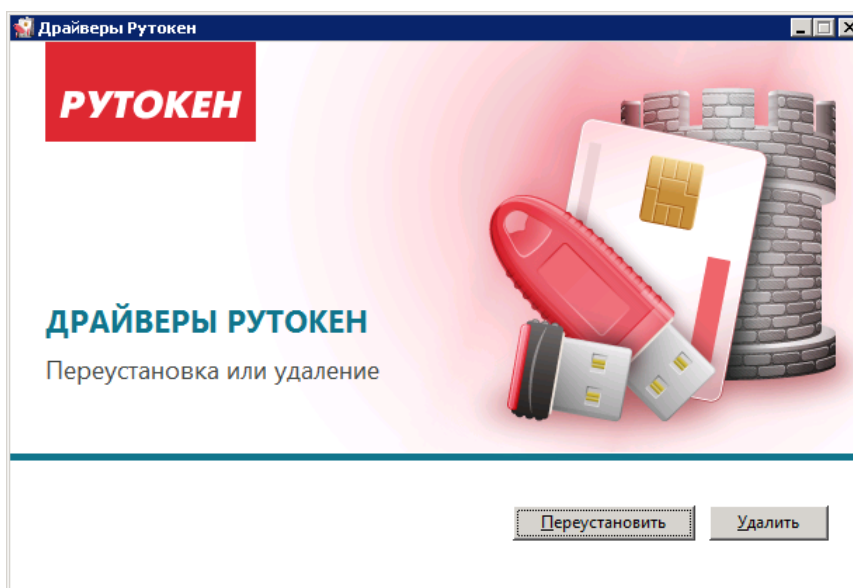 Драйверы Рутокен
РУТОКЕН
ДРАЙВЕРЫ РУТОКЕН
Переустановка или удаление
Переустановить Удалить